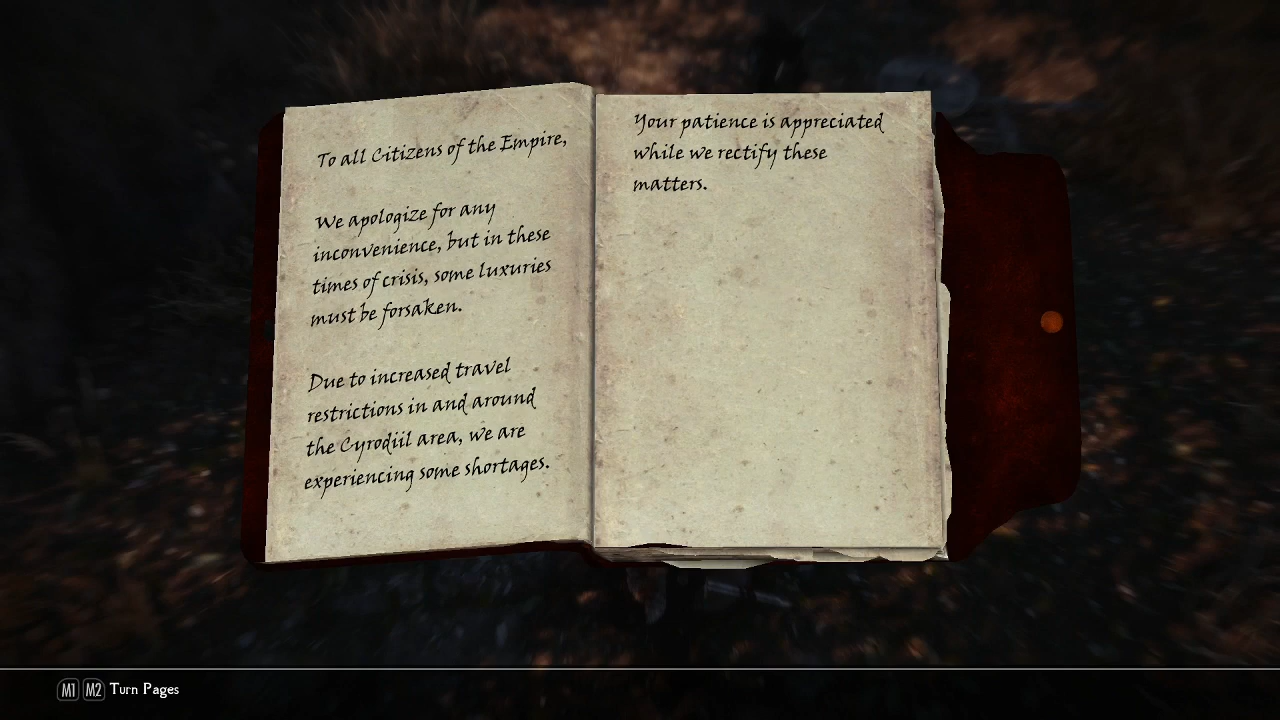 To all Citizens of the Empire,
We apologize for any
inconvenience, but in these
times of crisis, some luxuries
must be forsaken.
Due to increased travel
restrictions in and around
the Cyrodiil area, we are
experiencing some shortages.
Your patience is appreciated
while we rectify these
matters.
M1 M2 Turn Pages